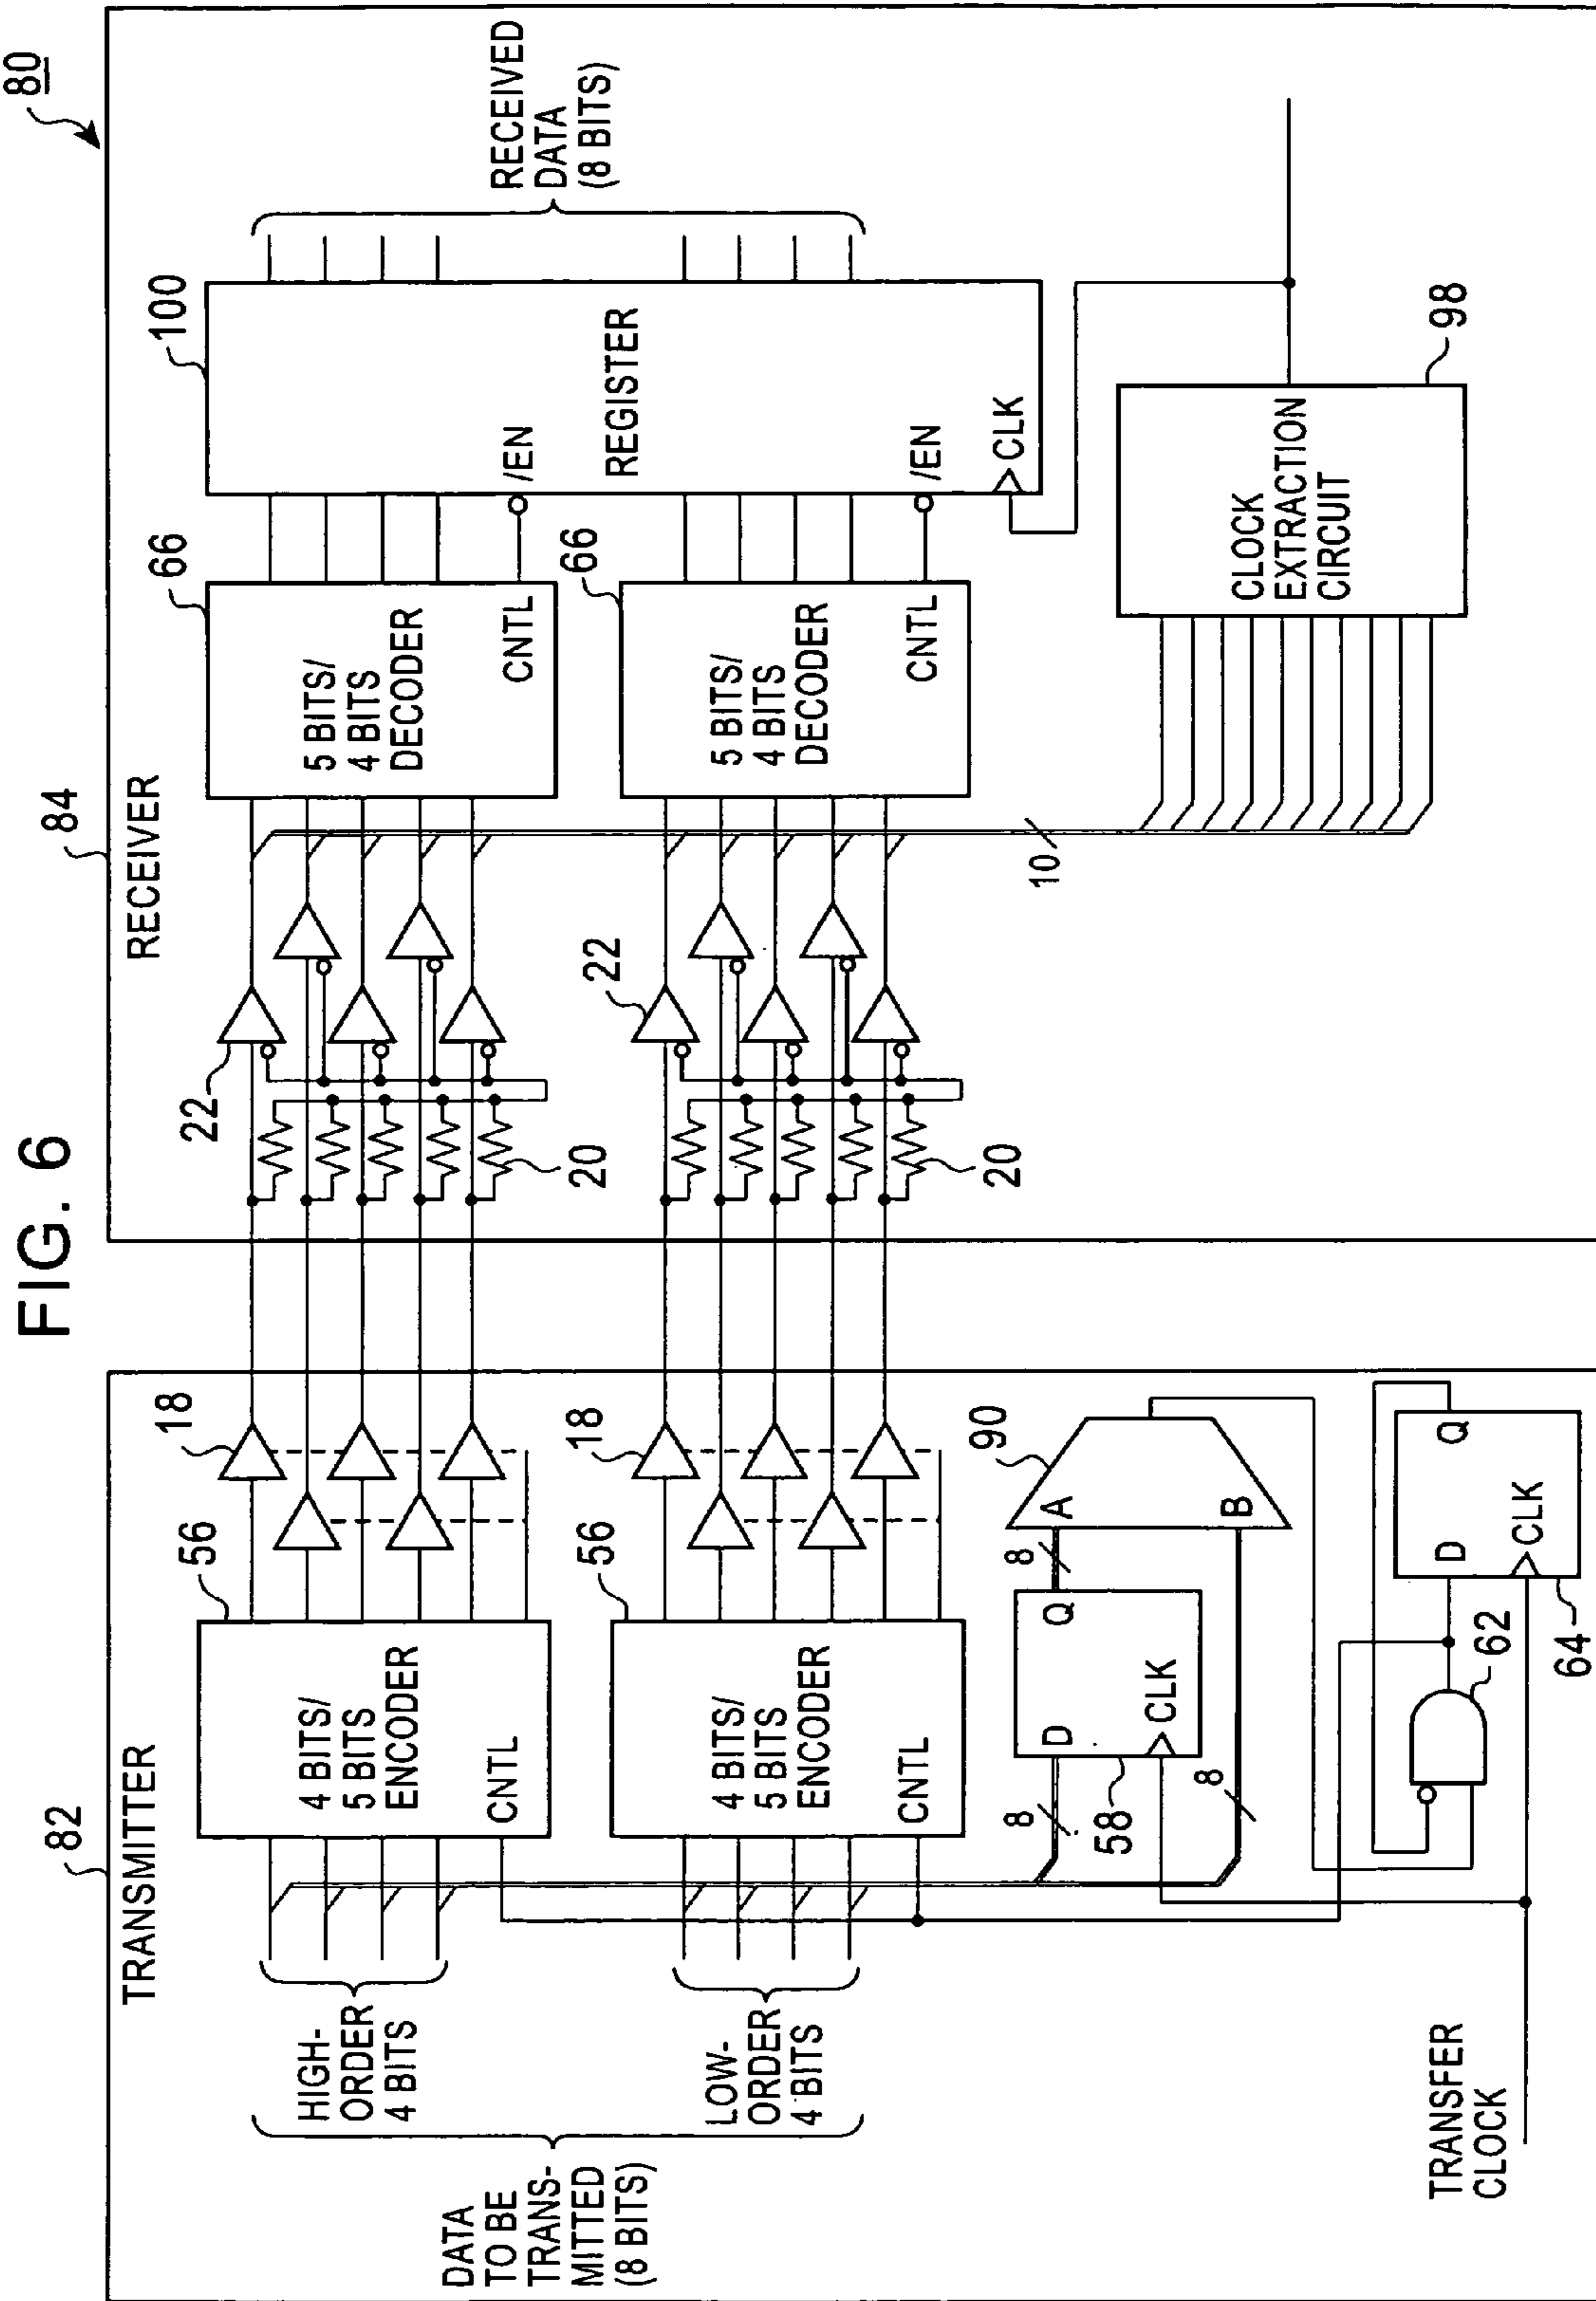 FIG. 6
80
82
TRANSMITTER
DATA
TO BE
TRANS-
MITTED
(8 BITS)
HIGH-
ORDER
4 BITS
LOW-
ORDER
4 BITS
TRANSFER
CLOCK
56
4 BITS/
5 BITS
ENCODER
CNTL
18
56
4 BITS/
5 BITS
ENCODER
CNTL
18
8
8
58
D
Q
CLK
8
90
A
B
62
64
D
Q
CLK
84
RECEIVER
22
20
22
20
10
66
5 BITS/
4 BITS
DECODER
CNTL
66
5 BITS/
4 BITS
DECODER
CNTL
100
REGISTER
/EN
/EN
CLK
RECEIVED
DATA
(8 BITS)
CLOCK
EXTRACTION
CIRCUIT
98